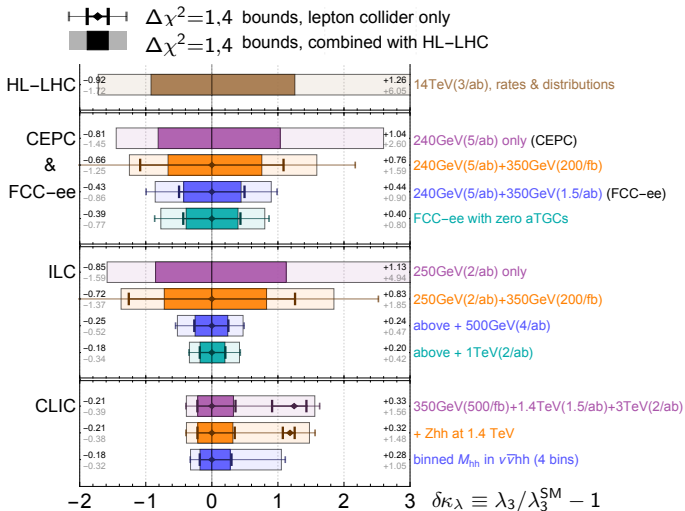 Δχ²=1,4 bounds, lepton collider only
Δχ²=1,4 bounds, combined with HL-LHC
HL-LHC -0.92 +1.26 14TeV(3/ab), rates & distributions
-1.72 +6.05
CEPC -0.81 +1.04 240GeV(5/ab) only (CEPC)
-1.45 +2.60
& -0.66 +0.76 240GeV(5/ab)+350GeV(200/fb)
-1.25 +1.59
FCC-ee -0.43 +0.44 240GeV(5/ab)+350GeV(1.5/ab) (FCC-ee)
-0.86 +0.90
-0.39 +0.40 FCC-ee with zero aTGCs
-0.77 +0.80
ILC -0.85 +1.13 250GeV(2/ab) only
-1.59 +4.94
-0.72 +0.83 250GeV(2/ab)+350GeV(200/fb)
-1.37 +1.85
-0.25 +0.24 above + 500GeV(4/ab)
-0.52 +0.47
-0.18 +0.20 above + 1TeV(2/ab)
-0.34 +0.42
CLIC -0.21 +0.33 350GeV(500/fb)+1.4TeV(1.5/ab)+3TeV(2/ab)
-0.39 +1.56
-0.21 +0.32 + Zhh at 1.4 TeV
-0.38 +1.48
-0.18 +0.28 binned M_hh in νν̄hh (4 bins)
-0.32 +1.05
-2 -1 0 1 2 3 δκ_λ ≡ λ₃/λ₃^SM − 1